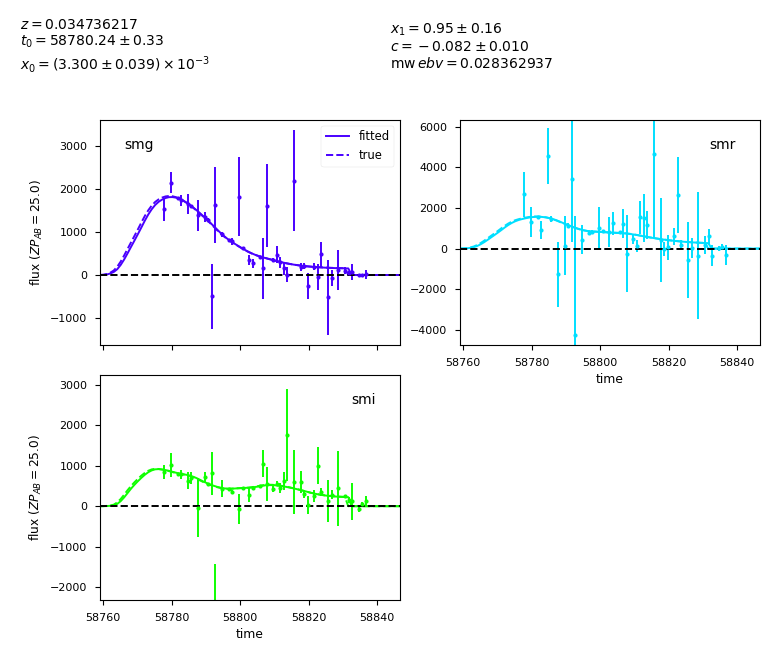 z = 0.034736217
t₀ = 58780.24 ± 0.33
x₀ = (3.300 ± 0.039) × 10⁻³
x₁ = 0.95 ± 0.16
c = −0.082 ± 0.010
mwebv = 0.028362937
smg
fitted
true
3000
2000
1000
0
−1000
flux (ZP_AB = 25.0)
smr
6000
4000
2000
0
−2000
−4000
58760 58780 58800 58820 58840
time
smi
3000
2000
1000
0
−1000
−2000
flux (ZP_AB = 25.0)
58760 58780 58800 58820 58840
time